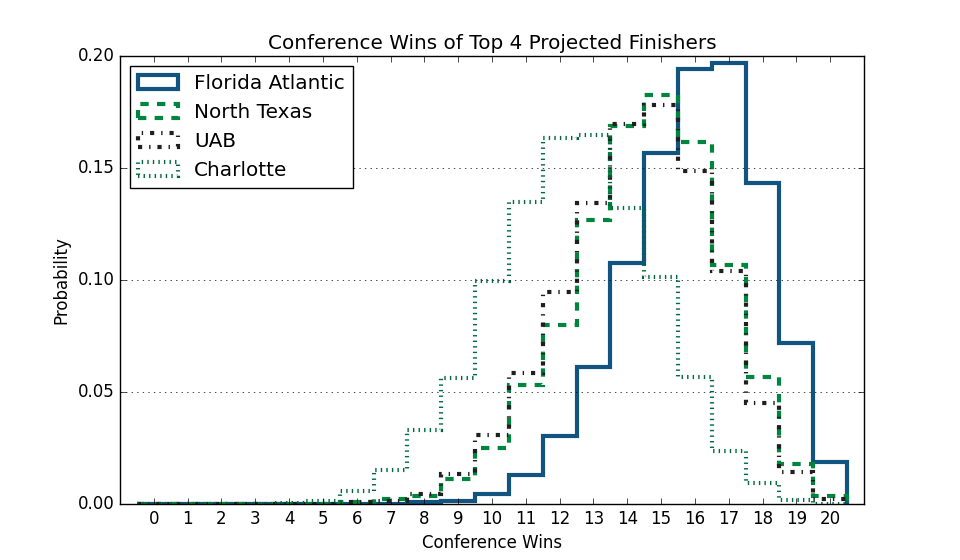 Conference Wins of Top 4 Projected Finishers
0.20
0.15
0.10
0.05
0.00
Probability
Florida Atlantic
North Texas
UAB
Charlotte
0 1 2 3 4 5 6 7 8 9 10 11 12 13 14 15 16 17 18 19 20
Conference Wins